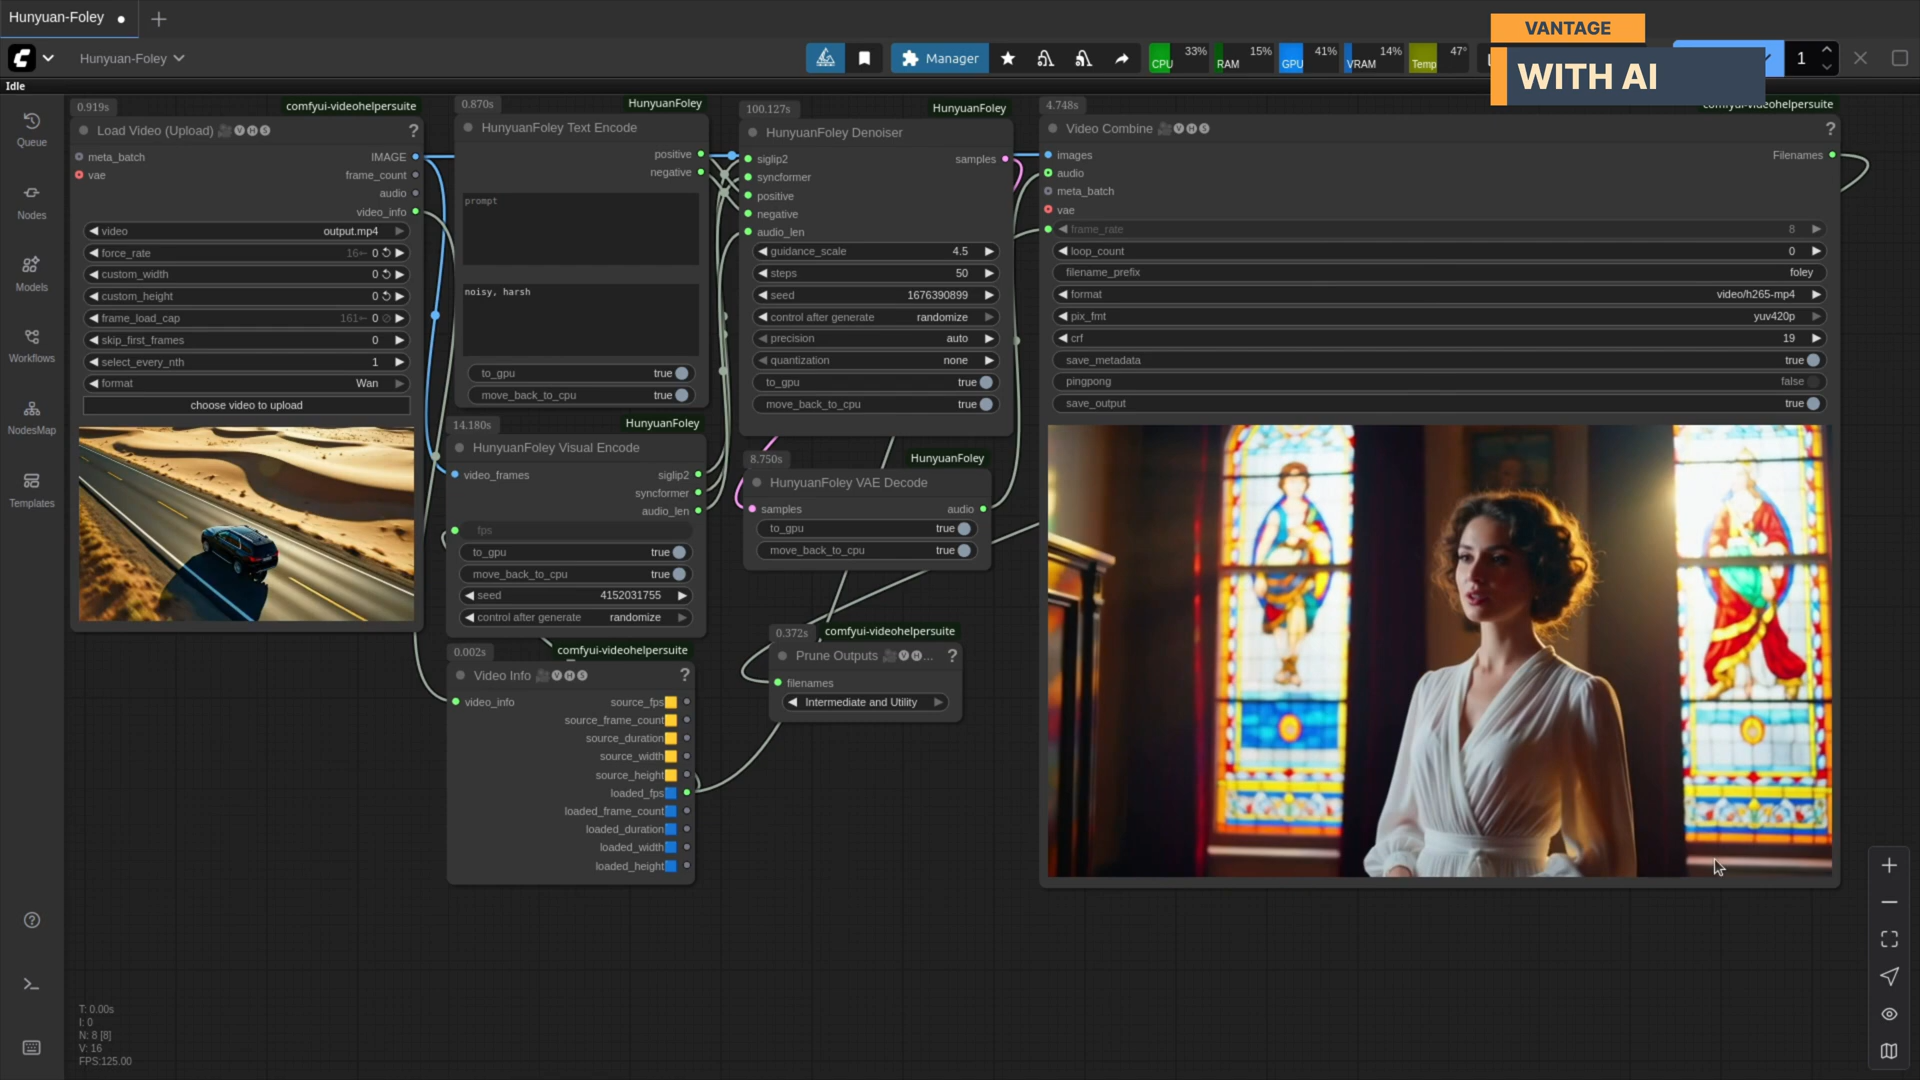 Hunyuan-Foley
VANTAGE
WITH AI
Hunyuan-Foley
Manager
CPU 33%
RAM 15%
GPU 41%
VRAM 14%
Temp 47°
1
Idle
Queue
Nodes
Models
Workflows
NodesMap
Templates
0.919s
comfyui-videohelpersuite
Load Video (Upload) VHS ?
meta_batch
IMAGE
vae
frame_count
audio
video_info
video output.mp4
force_rate 16← 0
custom_width 0
custom_height 0
frame_load_cap 161← 0
skip_first_frames 0
select_every_nth 1
format Wan
choose video to upload
0.870s
HunyuanFoley
HunyuanFoley Text Encode
positive
negative
prompt
noisy, harsh
to_gpu true
move_back_to_cpu true
14.180s
HunyuanFoley
HunyuanFoley Visual Encode
video_frames
siglip2
syncformer
audio_len
fps
to_gpu true
move_back_to_cpu true
seed 4152031755
control after generate randomize
0.002s
comfyui-videohelpersuite
Video Info VHS ?
video_info
source_fps
source_frame_count
source_duration
source_width
source_height
loaded_fps
loaded_frame_count
loaded_duration
loaded_width
loaded_height
100.127s
HunyuanFoley
HunyuanFoley Denoiser
siglip2
samples
syncformer
positive
negative
audio_len
guidance_scale 4.5
steps 50
seed 1676390899
control after generate randomize
precision auto
quantization none
to_gpu true
move_back_to_cpu true
8.750s
HunyuanFoley
HunyuanFoley VAE Decode
samples
audio
to_gpu true
move_back_to_cpu true
0.372s
comfyui-videohelpersuite
Prune Outputs VH... ?
filenames
Intermediate and Utility
4.748s
comfyui-videohelpersuite
Video Combine VHS ?
images
Filenames
audio
meta_batch
vae
frame_rate 8
loop_count 0
filename_prefix foley
format video/h265-mp4
pix_fmt yuv420p
crf 19
save_metadata true
pingpong false
save_output true
T: 0.00s
I: 0
N: 8 [8]
V: 16
FPS:125.00